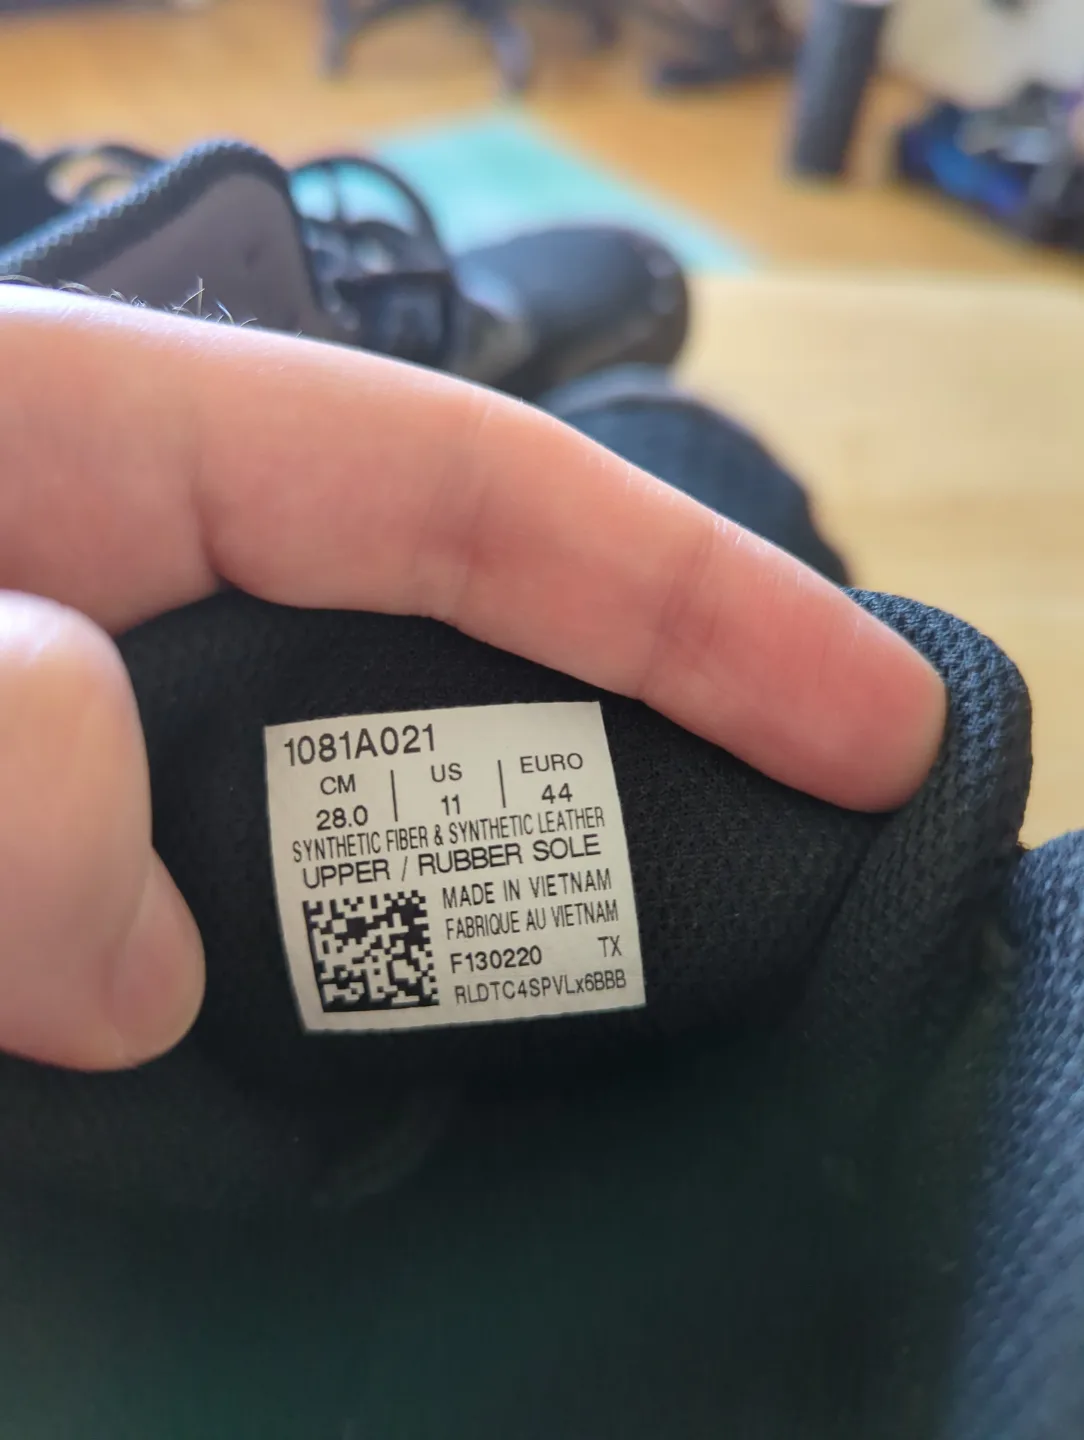 1081A021
CM | US | EURO
28.0 | 11 | 44
SYNTHETIC FIBER & SYNTHETIC LEATHER
UPPER / RUBBER SOLE
MADE IN VIETNAM
FABRIQUE AU VIETNAM
F130220 TX
RLDTC4SPVLx6BBB